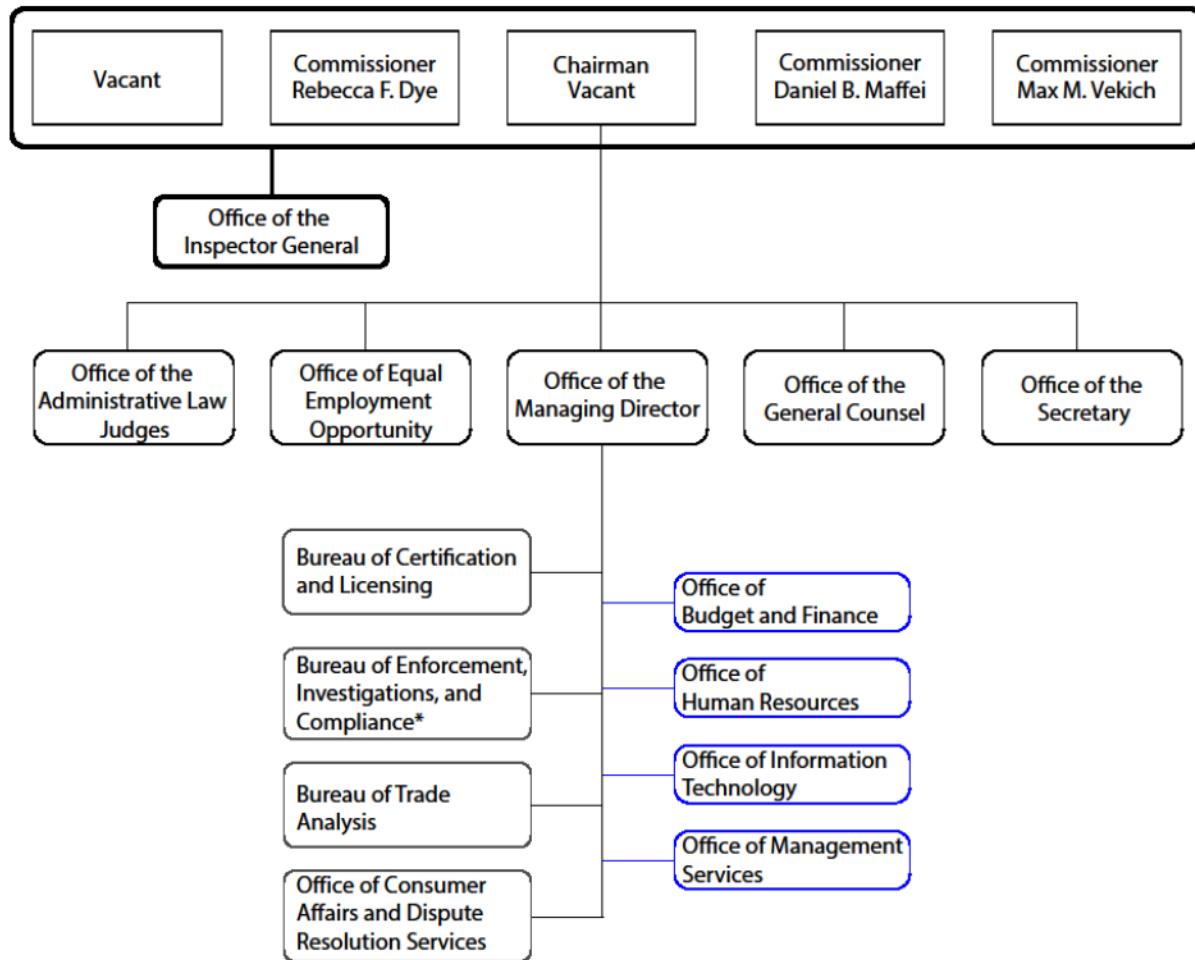 Vacant
Commissioner
Rebecca F. Dye
Chairman
Vacant
Commissioner
Daniel B. Maffei
Commissioner
Max M. Vekich
Office of the
Inspector General
Office of the
Administrative Law
Judges
Office of Equal
Employment
Opportunity
Office of the
Managing Director
Office of the
General Counsel
Office of the
Secretary
Bureau of Certification
and Licensing
Bureau of Enforcement,
Investigations, and
Compliance*
Bureau of Trade
Analysis
Office of Consumer
Affairs and Dispute
Resolution Services
Office of
Budget and Finance
Office of
Human Resources
Office of Information
Technology
Office of Management
Services